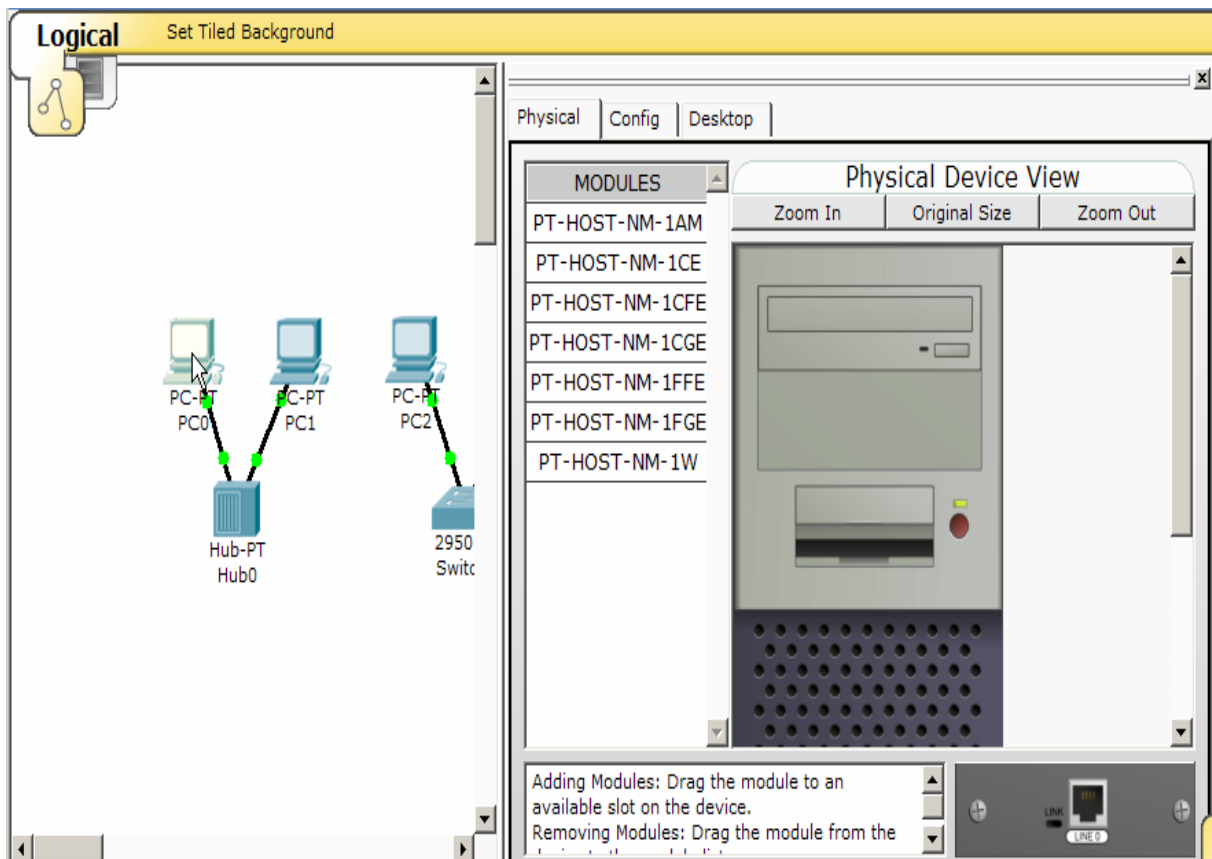 Logical
Set Tiled Background
Physical
Config
Desktop
MODULES
PT-HOST-NM-1AM
PT-HOST-NM-1CE
PT-HOST-NM-1CFE
PT-HOST-NM-1CGE
PT-HOST-NM-1FFE
PT-HOST-NM-1FGE
PT-HOST-NM-1W
Physical Device View
Zoom In
Original Size
Zoom Out
PC-PT
PC0
PC-PT
PC1
PC-PT
PC2
Hub-PT
Hub0
2950
Switc
Adding Modules: Drag the module to an
available slot on the device.
Removing Modules: Drag the module from the
LINK
LINE 0